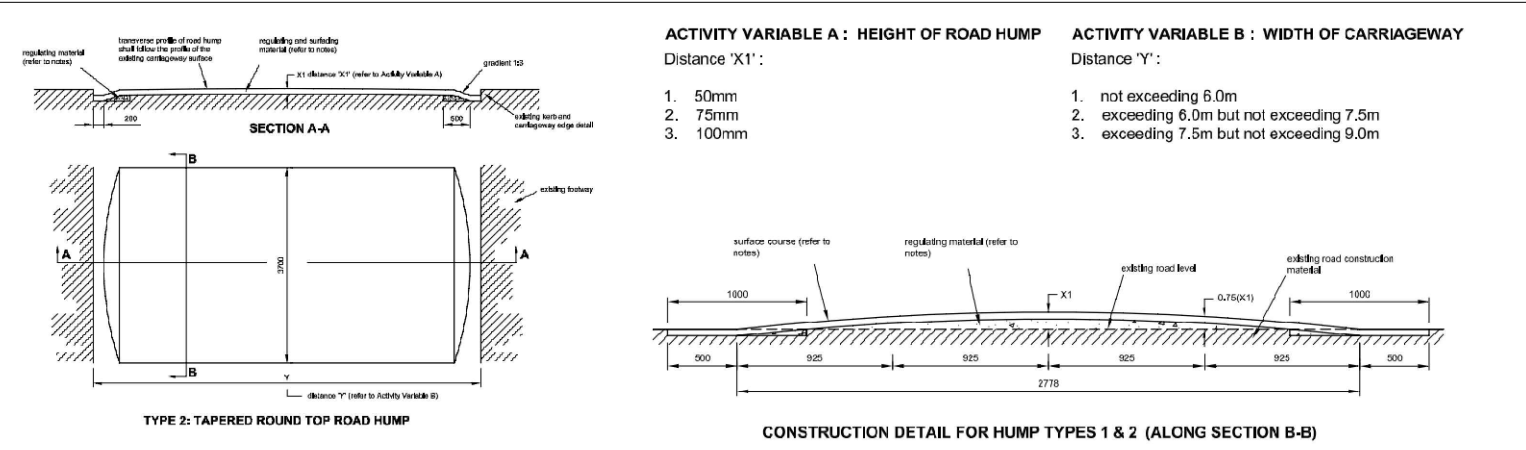 transverse profile of road hump
shall follow the profile of the
existing carriageway surface
regulating and surfacing
material (refer to notes)
regulating material
(refer to notes)
X1 distance 'X1' (refer to Activity Variable A)
gradient 1:3
200
SECTION A-A
500
existing kerb and
carriageway edge detail
B
existing footway
A
3700
A
B
Y
distance 'Y' (refer to Activity Variable B)
TYPE 2: TAPERED ROUND TOP ROAD HUMP
ACTIVITY VARIABLE A : HEIGHT OF ROAD HUMP
Distance 'X1' :
1. 50mm
2. 75mm
3. 100mm
ACTIVITY VARIABLE B : WIDTH OF CARRIAGEWAY
Distance 'Y' :
1. not exceeding 6.0m
2. exceeding 6.0m but not exceeding 7.5m
3. exceeding 7.5m but not exceeding 9.0m
surface course (refer to
notes)
regulating material (refer to
notes)
existing road level
existing road construction
material
1000
X1
0.75(X1)
1000
500
925
925
925
925
500
2778
CONSTRUCTION DETAIL FOR HUMP TYPES 1 & 2 (ALONG SECTION B-B)